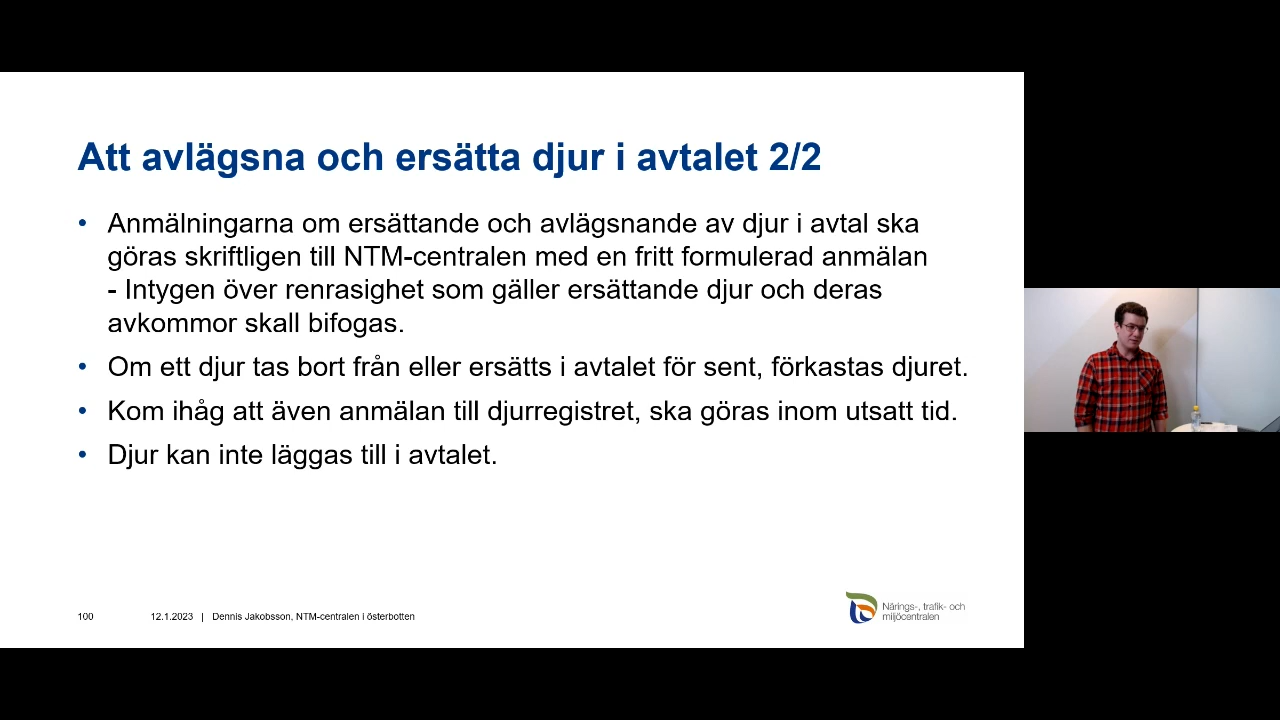 Att avlägsna och ersätta djur i avtalet 2/2
• Anmälningarna om ersättande och avlägsnande av djur i avtal ska
göras skriftligen till NTM-centralen med en fritt formulerad anmälan
- Intygen över renrasighet som gäller ersättande djur och deras
avkommor skall bifogas.
• Om ett djur tas bort från eller ersätts i avtalet för sent, förkastas djuret.
• Kom ihåg att även anmälan till djurregistret, ska göras inom utsatt tid.
• Djur kan inte läggas till i avtalet.
100 12.1.2023 | Dennis Jakobsson, NTM-centralen i österbotten
Närings-, trafik- och
miljöcentralen